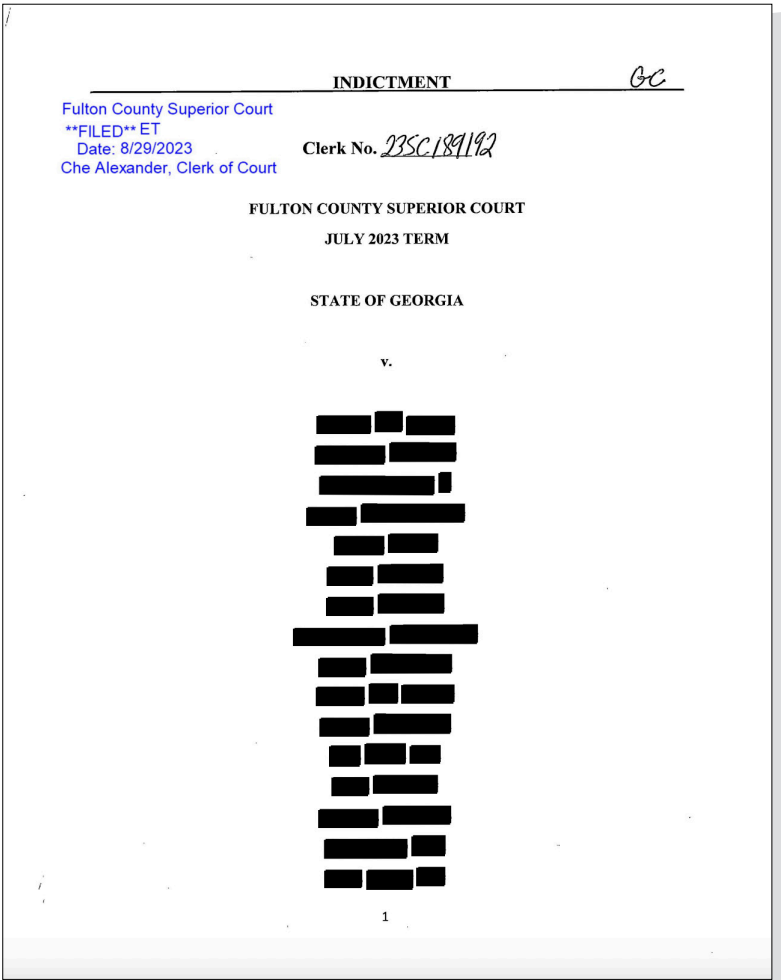 INDICTMENT GC
Fulton County Superior Court
**FILED** ET
Date: 8/29/2023
Che Alexander, Clerk of Court
Clerk No. 23SC189192
FULTON COUNTY SUPERIOR COURT
JULY 2023 TERM
STATE OF GEORGIA
v.
1